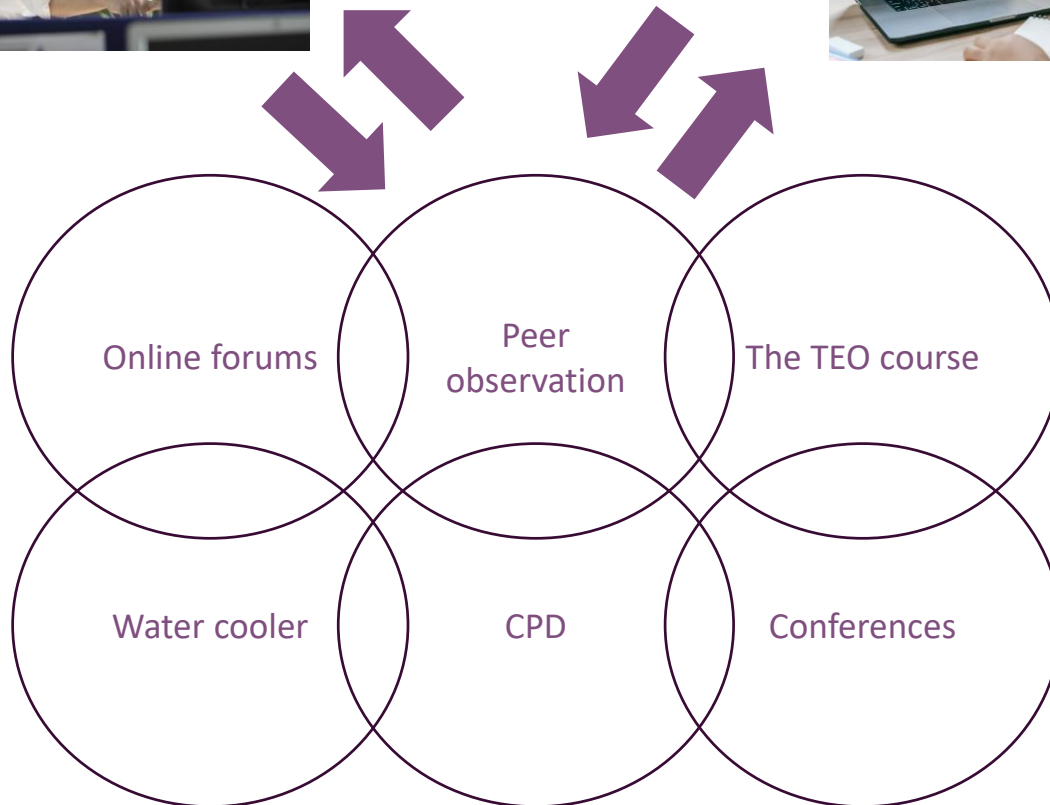 Online forums
Peer
observation
The TEO course
Water cooler
CPD
Conferences